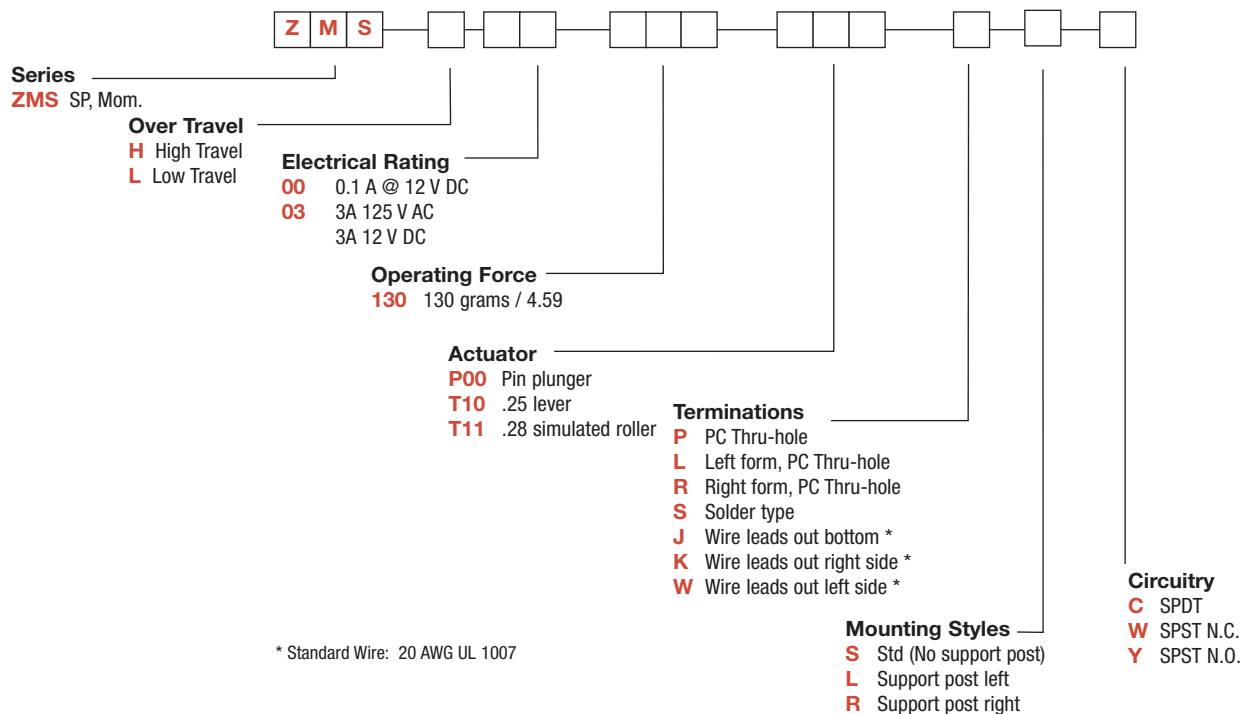 Z M S
Series
ZMS SP, Mom.
Over Travel
H High Travel
L Low Travel
Electrical Rating
00 0.1 A @ 12 V DC
03 3A 125 V AC
3A 12 V DC
Operating Force
130 130 grams / 4.59
Actuator
P00 Pin plunger
T10 .25 lever
T11 .28 simulated roller
Terminations
P PC Thru-hole
L Left form, PC Thru-hole
R Right form, PC Thru-hole
S Solder type
J Wire leads out bottom *
K Wire leads out right side *
W Wire leads out left side *
Mounting Styles
S Std (No support post)
L Support post left
R Support post right
Circuitry
C SPDT
W SPST N.C.
Y SPST N.O.
* Standard Wire: 20 AWG UL 1007